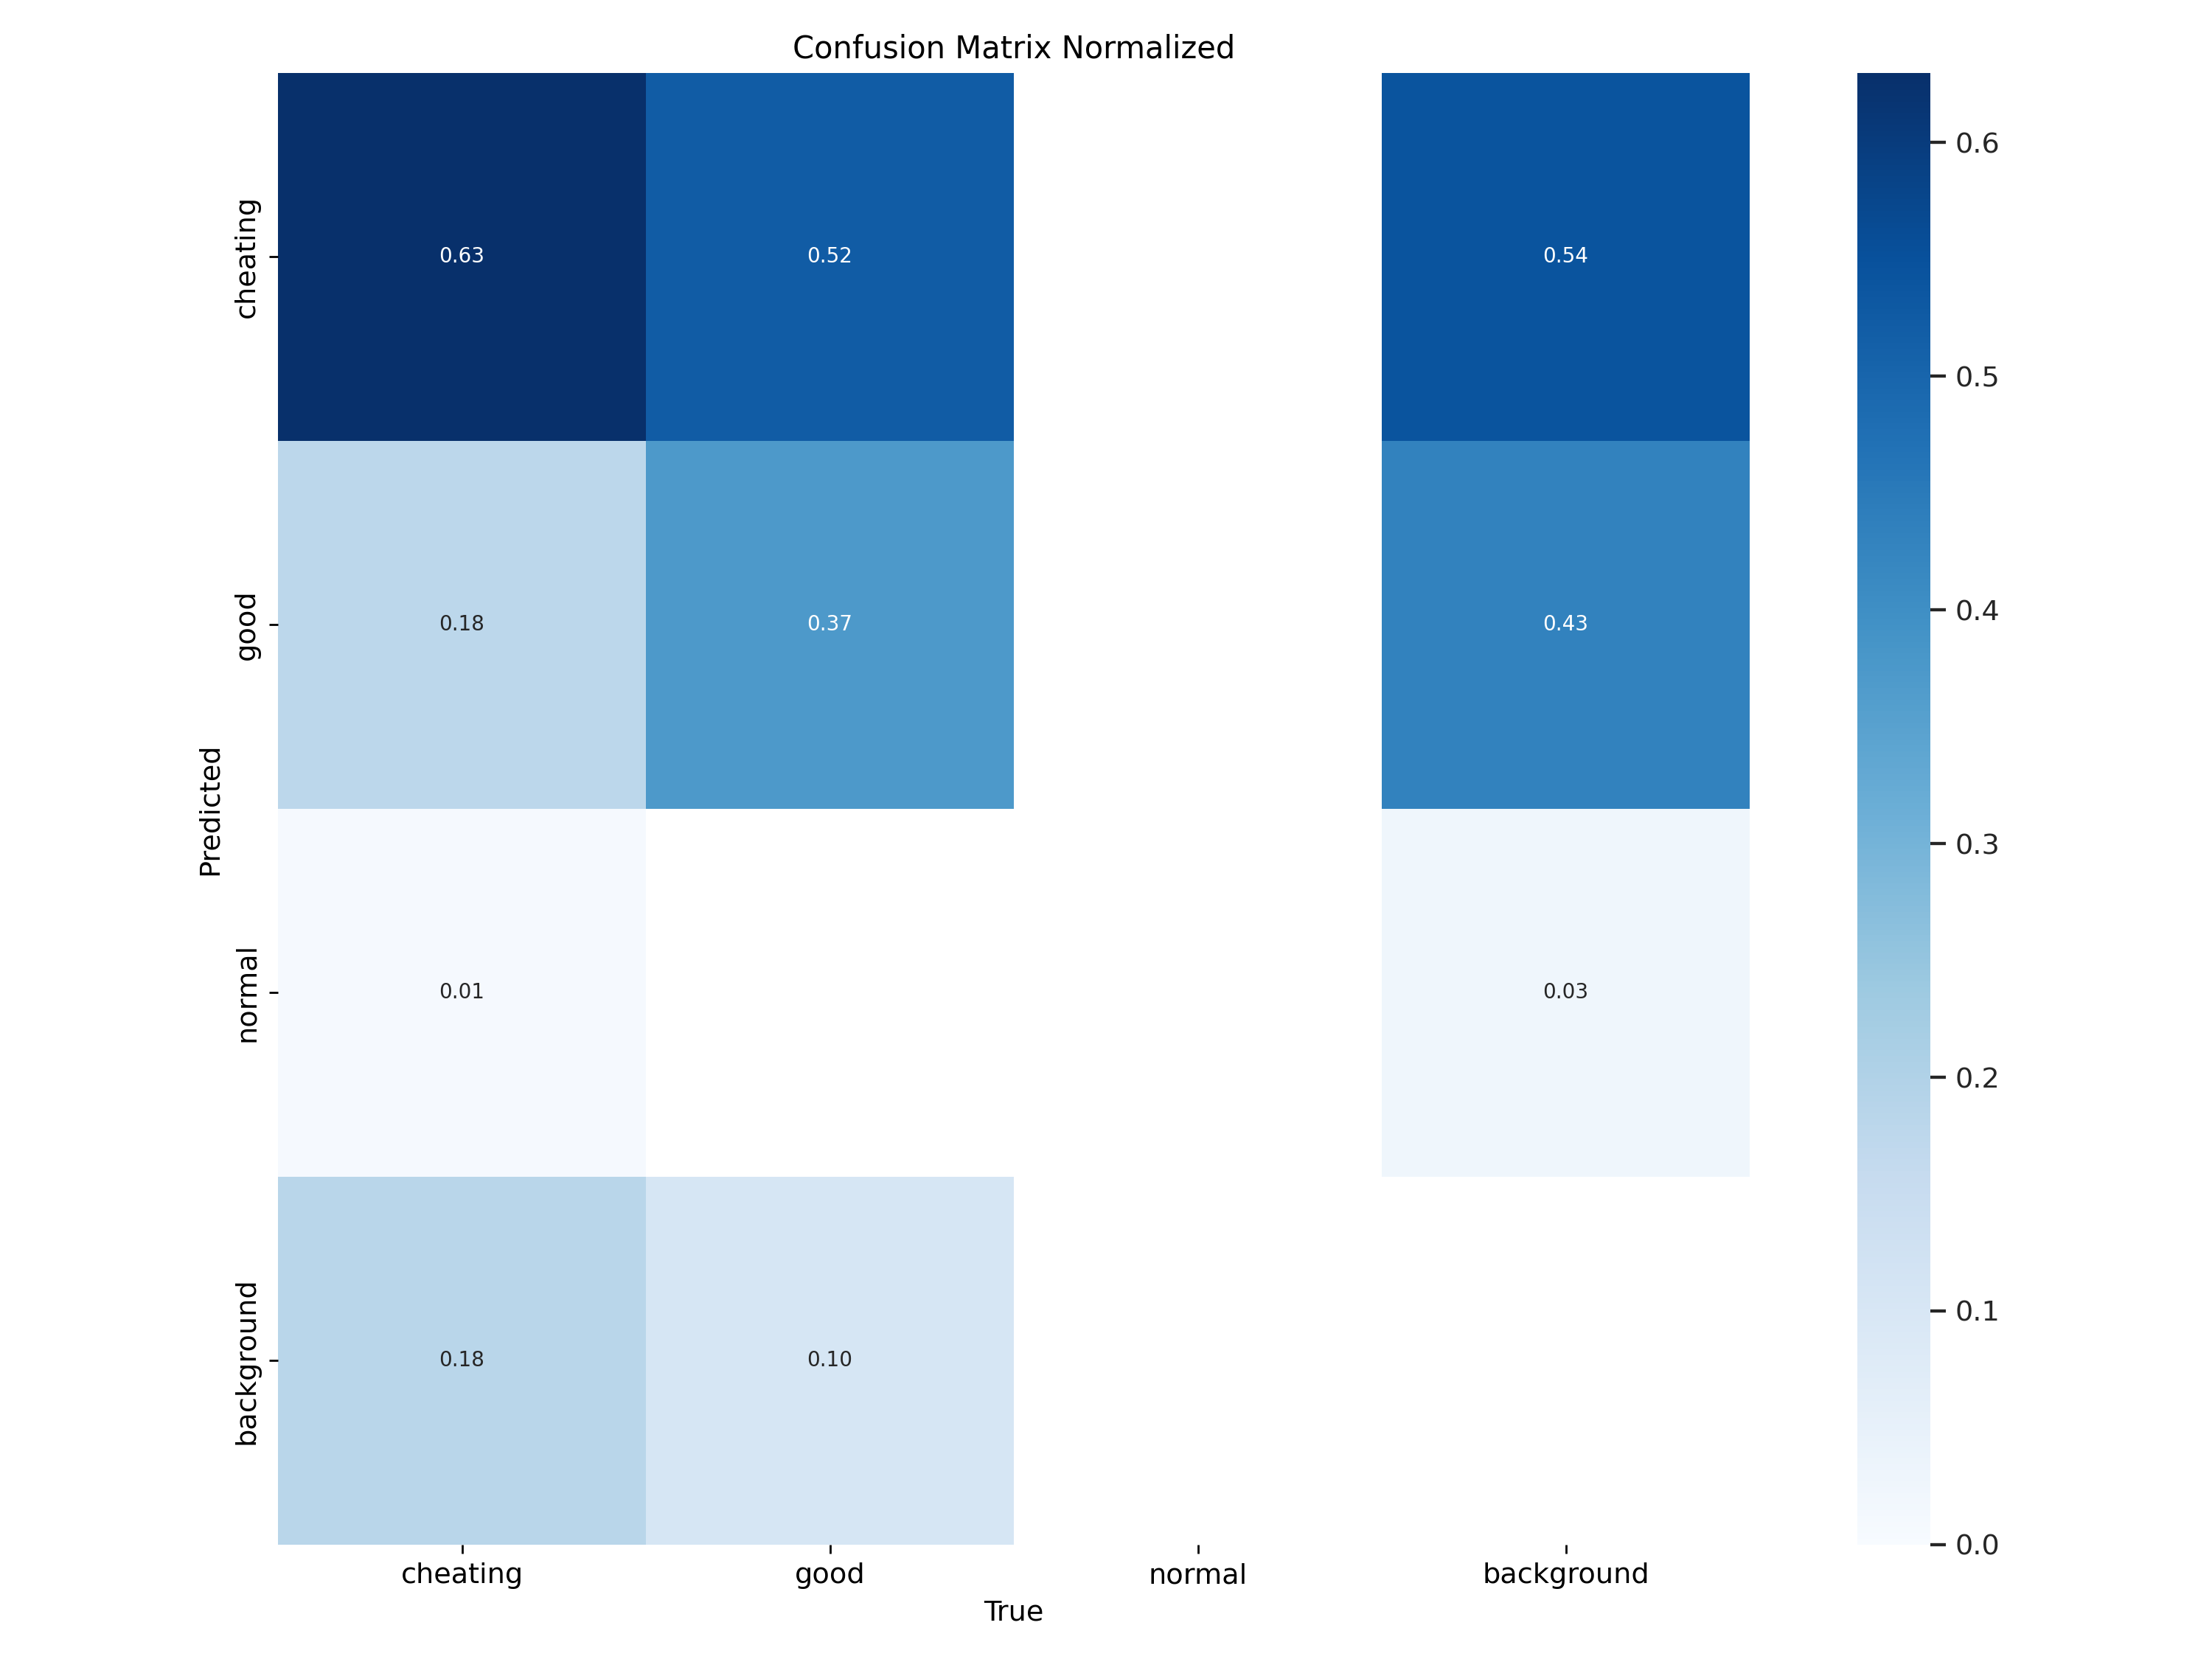 Confusion Matrix Normalized
Predicted
cheating
good
normal
background
0.63
0.52
0.54
0.18
0.37
0.43
0.01
0.03
0.18
0.10
cheating
good
normal
background
True
0.6
0.5
0.4
0.3
0.2
0.1
0.0